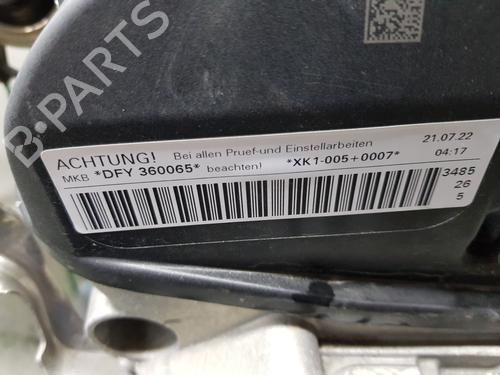 ACHTUNG! Bei allen Pruef-und Einstellarbeiten 21.07.22
MKB *DFY 360065* beachten) *XK1-005+0007* 04:17
3485
26
5
B-PARTS